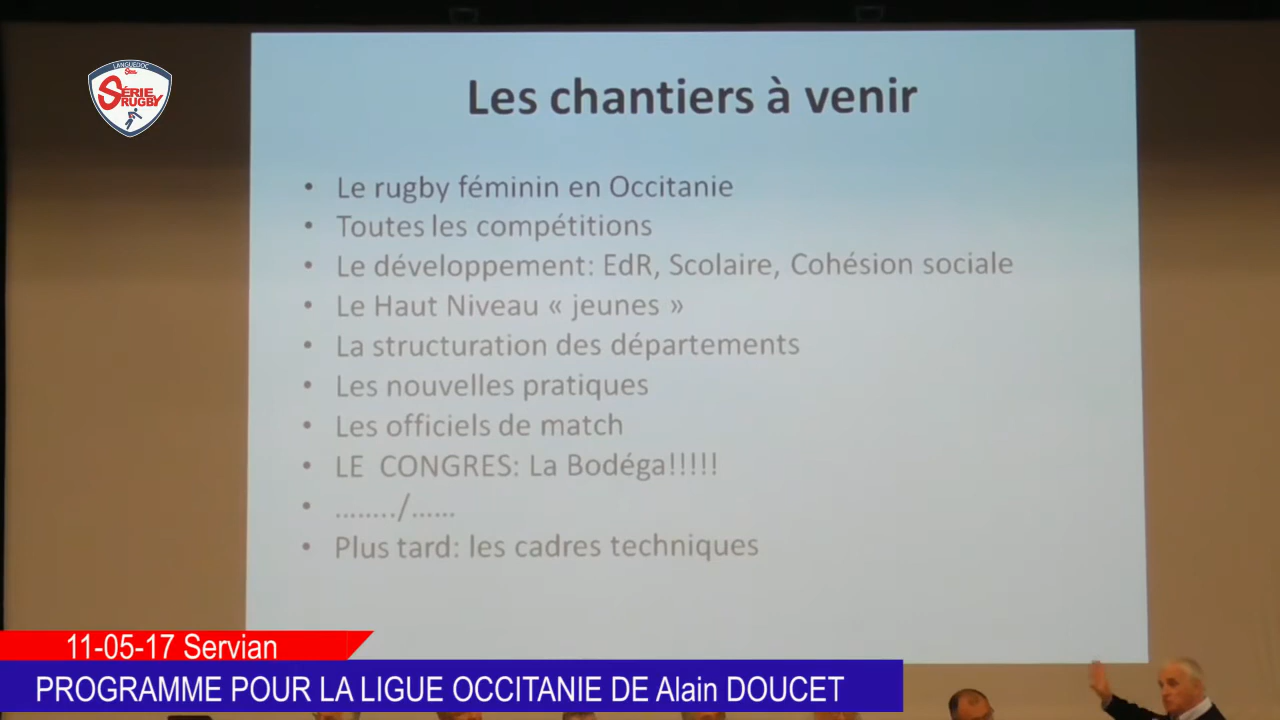 LANGUEDOC
SÉRIE
RUGBY
Les chantiers à venir
• Le rugby féminin en Occitanie
• Toutes les compétitions
• Le développement: EdR, Scolaire, Cohésion sociale
• Le Haut Niveau « jeunes »
• La structuration des départements
• Les nouvelles pratiques
• Les officiels de match
• LE CONGRES: La Bodéga!!!!!
• ……../……
• Plus tard: les cadres techniques
11-05-17 Servian
PROGRAMME POUR LA LIGUE OCCITANIE DE Alain DOUCET